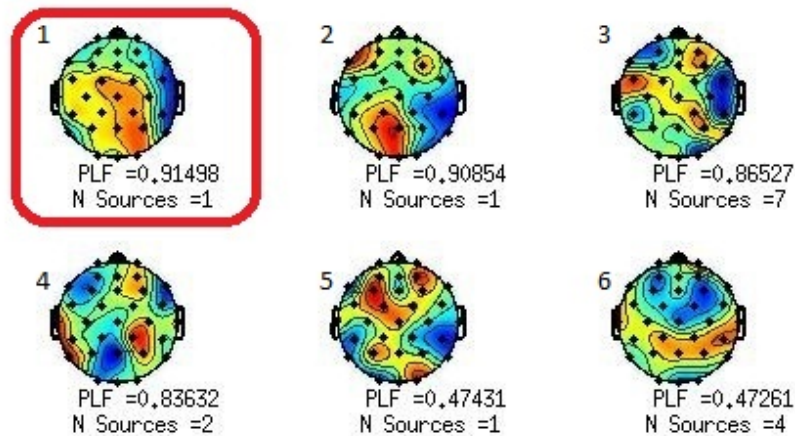 1
2
3
PLF =0.91498
N Sources =1
PLF =0.90854
N Sources =1
PLF =0.86527
N Sources =7
4
5
6
PLF =0.83632
N Sources =2
PLF =0.47431
N Sources =1
PLF =0.47261
N Sources =4